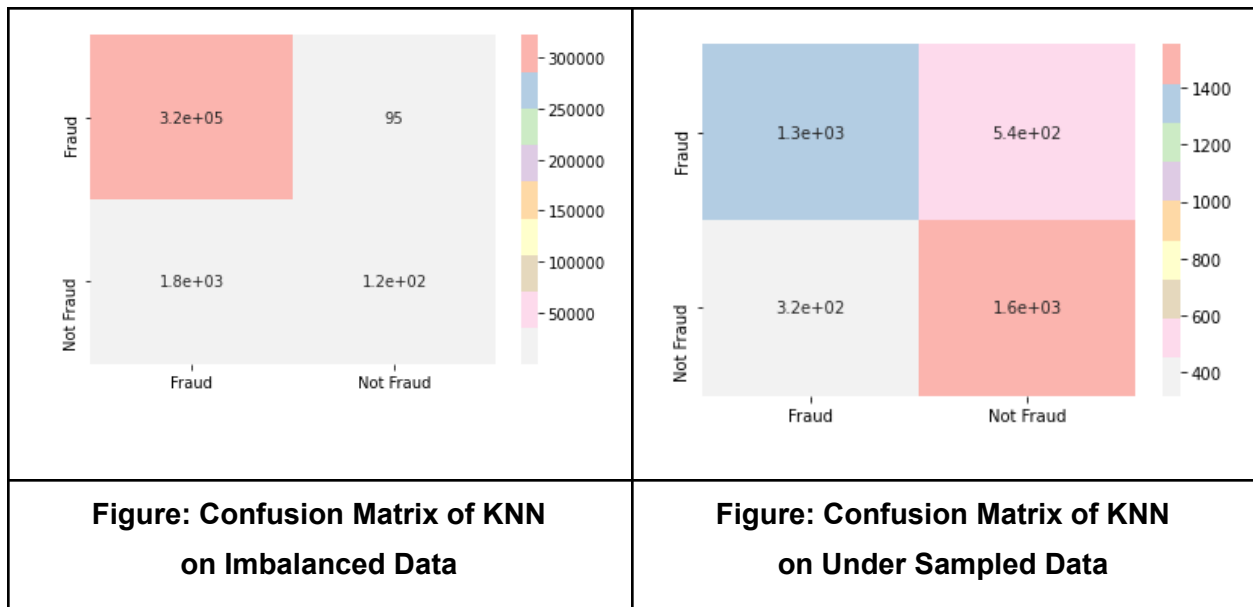 Fraud
3.2e+05 95
Not Fraud
1.8e+03 1.2e+02
Fraud Not Fraud
300000
250000
200000
150000
100000
50000
Fraud
1.3e+03 5.4e+02
Not Fraud
3.2e+02 1.6e+03
Fraud Not Fraud
1400
1200
1000
800
600
400
Figure: Confusion Matrix of KNN
on Imbalanced Data
Figure: Confusion Matrix of KNN
on Under Sampled Data